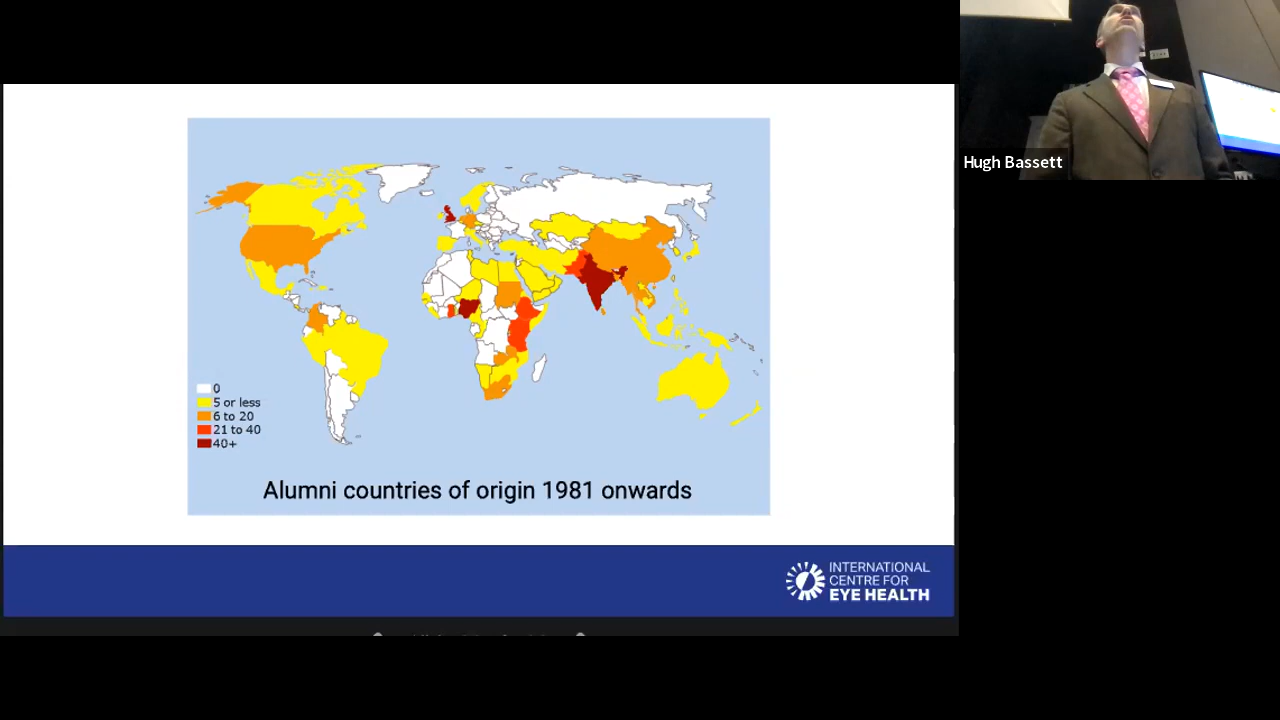 Hugh Bassett
0
5 or less
6 to 20
21 to 40
40+
Alumni countries of origin 1981 onwards
INTERNATIONAL
CENTRE FOR
EYE HEALTH